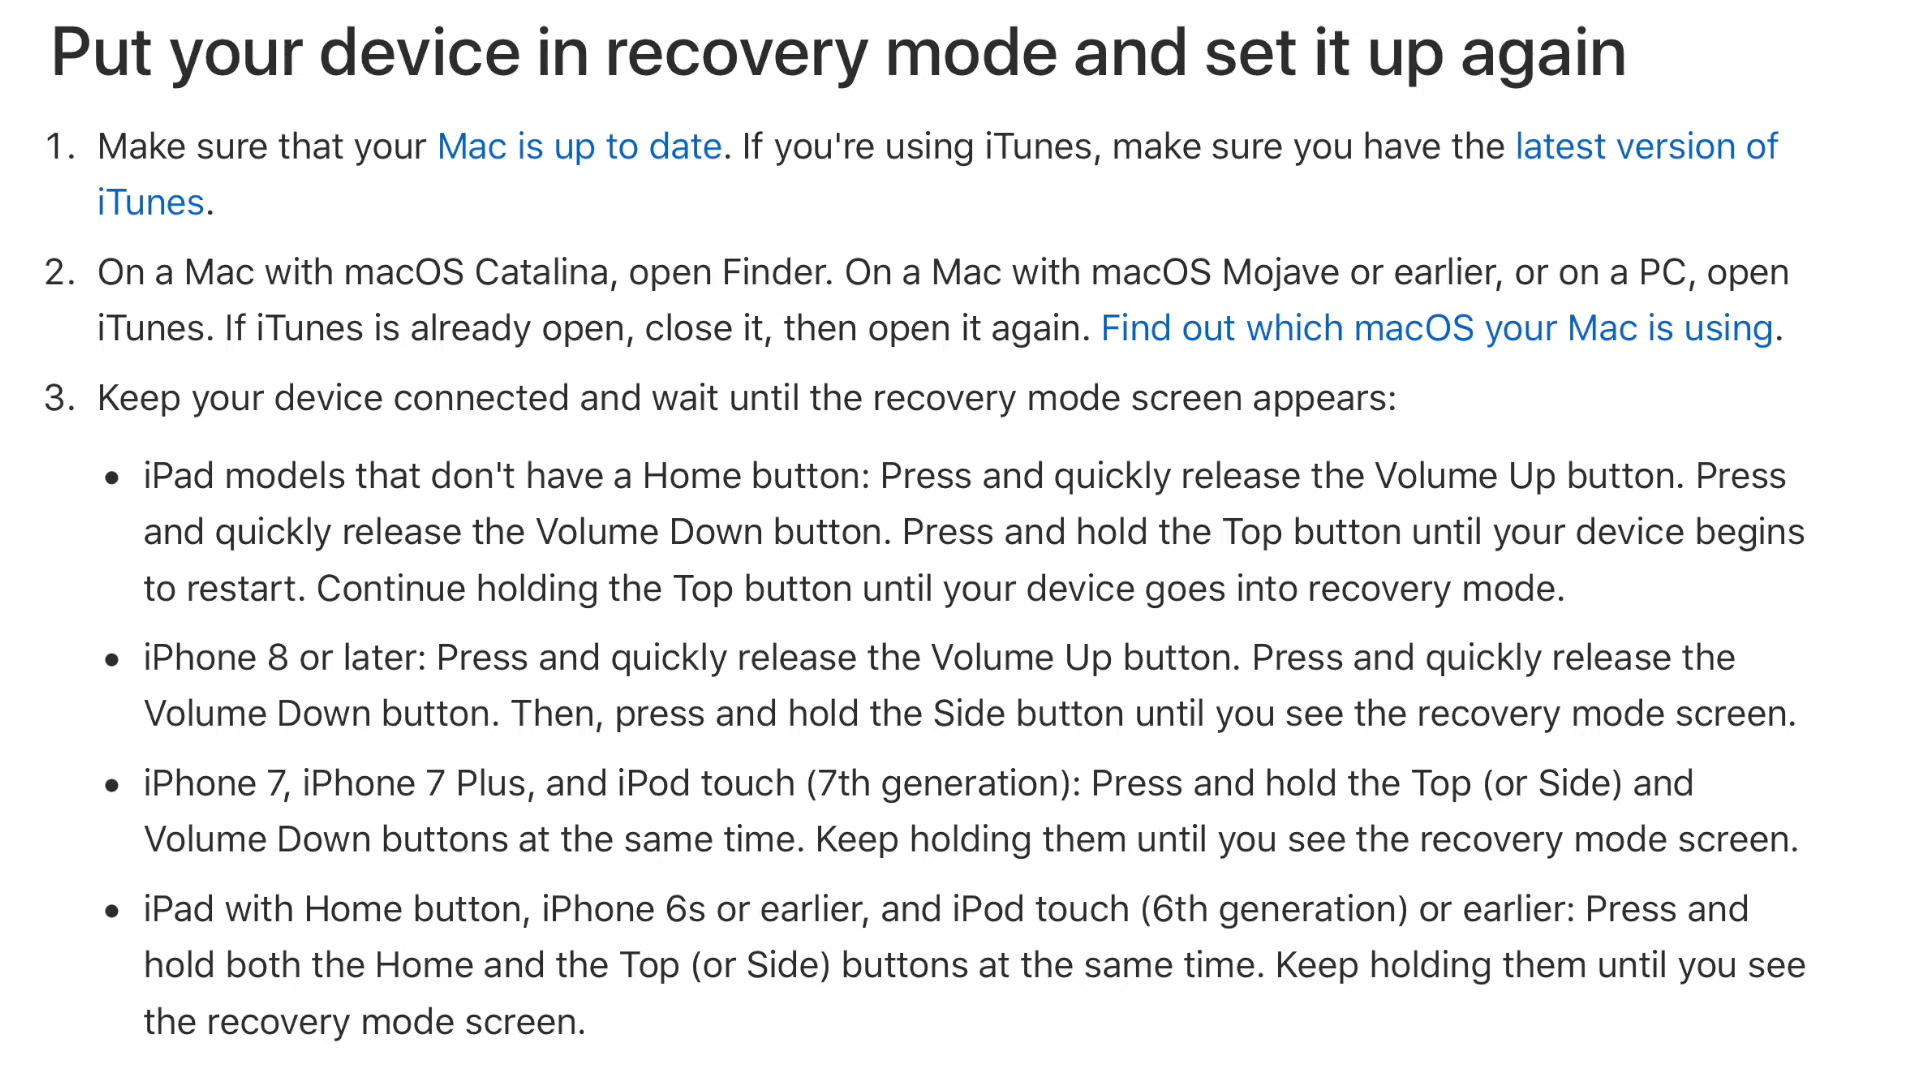 Put your device in recovery mode and set it up again
1. Make sure that your Mac is up to date. If you're using iTunes, make sure you have the latest version of
iTunes.
2. On a Mac with macOS Catalina, open Finder. On a Mac with macOS Mojave or earlier, or on a PC, open
iTunes. If iTunes is already open, close it, then open it again. Find out which macOS your Mac is using.
3. Keep your device connected and wait until the recovery mode screen appears:
• iPad models that don't have a Home button: Press and quickly release the Volume Up button. Press
and quickly release the Volume Down button. Press and hold the Top button until your device begins
to restart. Continue holding the Top button until your device goes into recovery mode.
• iPhone 8 or later: Press and quickly release the Volume Up button. Press and quickly release the
Volume Down button. Then, press and hold the Side button until you see the recovery mode screen.
• iPhone 7, iPhone 7 Plus, and iPod touch (7th generation): Press and hold the Top (or Side) and
Volume Down buttons at the same time. Keep holding them until you see the recovery mode screen.
• iPad with Home button, iPhone 6s or earlier, and iPod touch (6th generation) or earlier: Press and
hold both the Home and the Top (or Side) buttons at the same time. Keep holding them until you see
the recovery mode screen.